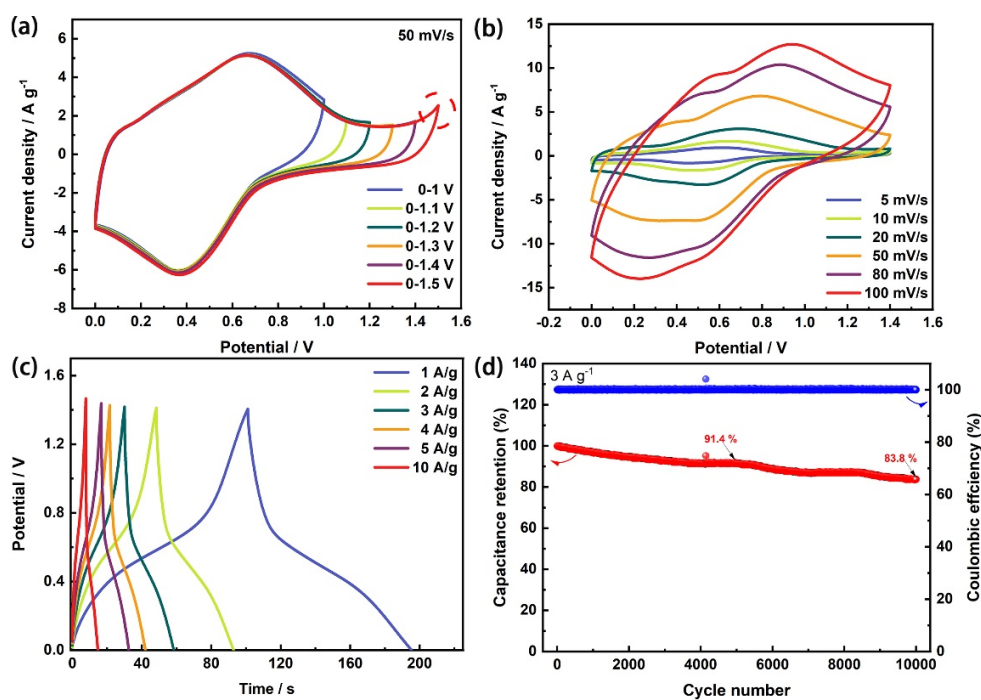 (a)
50 mV/s
Current density / A g⁻¹
6
4
2
0
-2
-4
-6
-8
0.0 0.2 0.4 0.6 0.8 1.0 1.2 1.4 1.6
Potential / V
0-1 V
0-1.1 V
0-1.2 V
0-1.3 V
0-1.4 V
0-1.5 V
(b)
Current density / A g⁻¹
15
10
5
0
-5
-10
-15
-0.2 0.0 0.2 0.4 0.6 0.8 1.0 1.2 1.4 1.6
Potential / V
5 mV/s
10 mV/s
20 mV/s
50 mV/s
80 mV/s
100 mV/s
(c)
Potential / V
1.6
1.2
0.8
0.4
0.0
0 40 80 120 160 200
Time / s
1 A/g
2 A/g
3 A/g
4 A/g
5 A/g
10 A/g
(d)
3 A g⁻¹
Capacitance retention (%)
140
130
120
110
100
90
80
70
60
50
40
30
20
10
0
91.4 %
83.8 %
0 2000 4000 6000 8000 10000
Cycle number
100
80
60
40
20
0
Coulombic effciency (%)